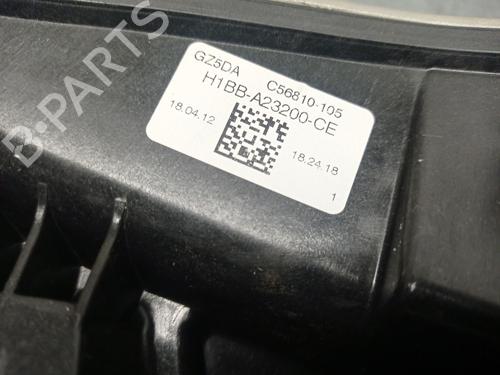 B-PARTS
GZ5DA C56810-105
H1BB-A23200-CE
18.04.12
18.24.18
1